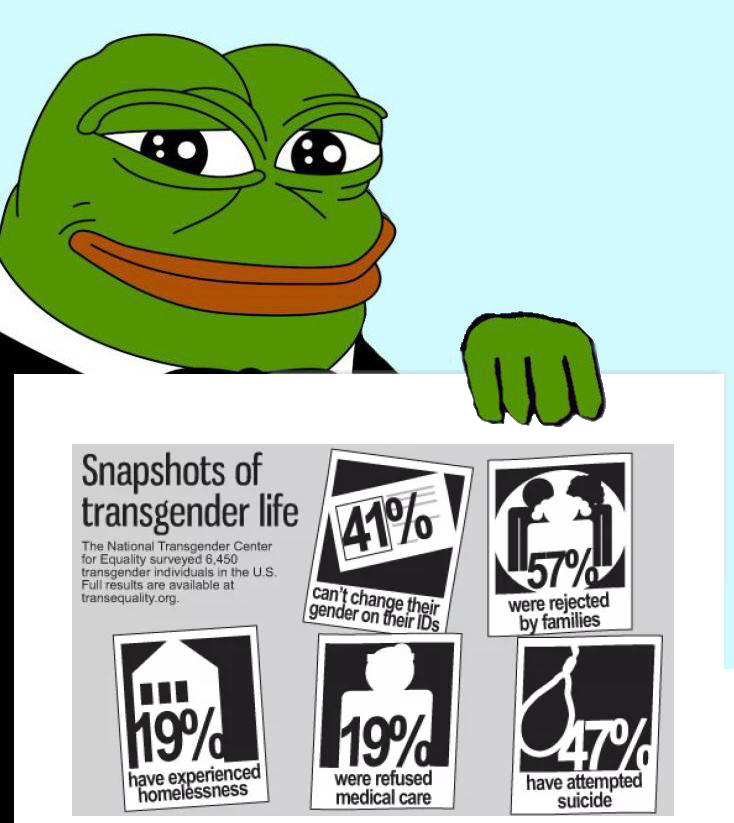 Snapshots of
transgender life
The National Transgender Center
for Equality surveyed 6,450
transgender individuals in the U.S.
Full results are available at
transequality.org.
41%
can't change their
gender on their IDs
57%
were rejected
by families
19%
have experienced
homelessness
19%
were refused
medical care
47%
have attempted
suicide